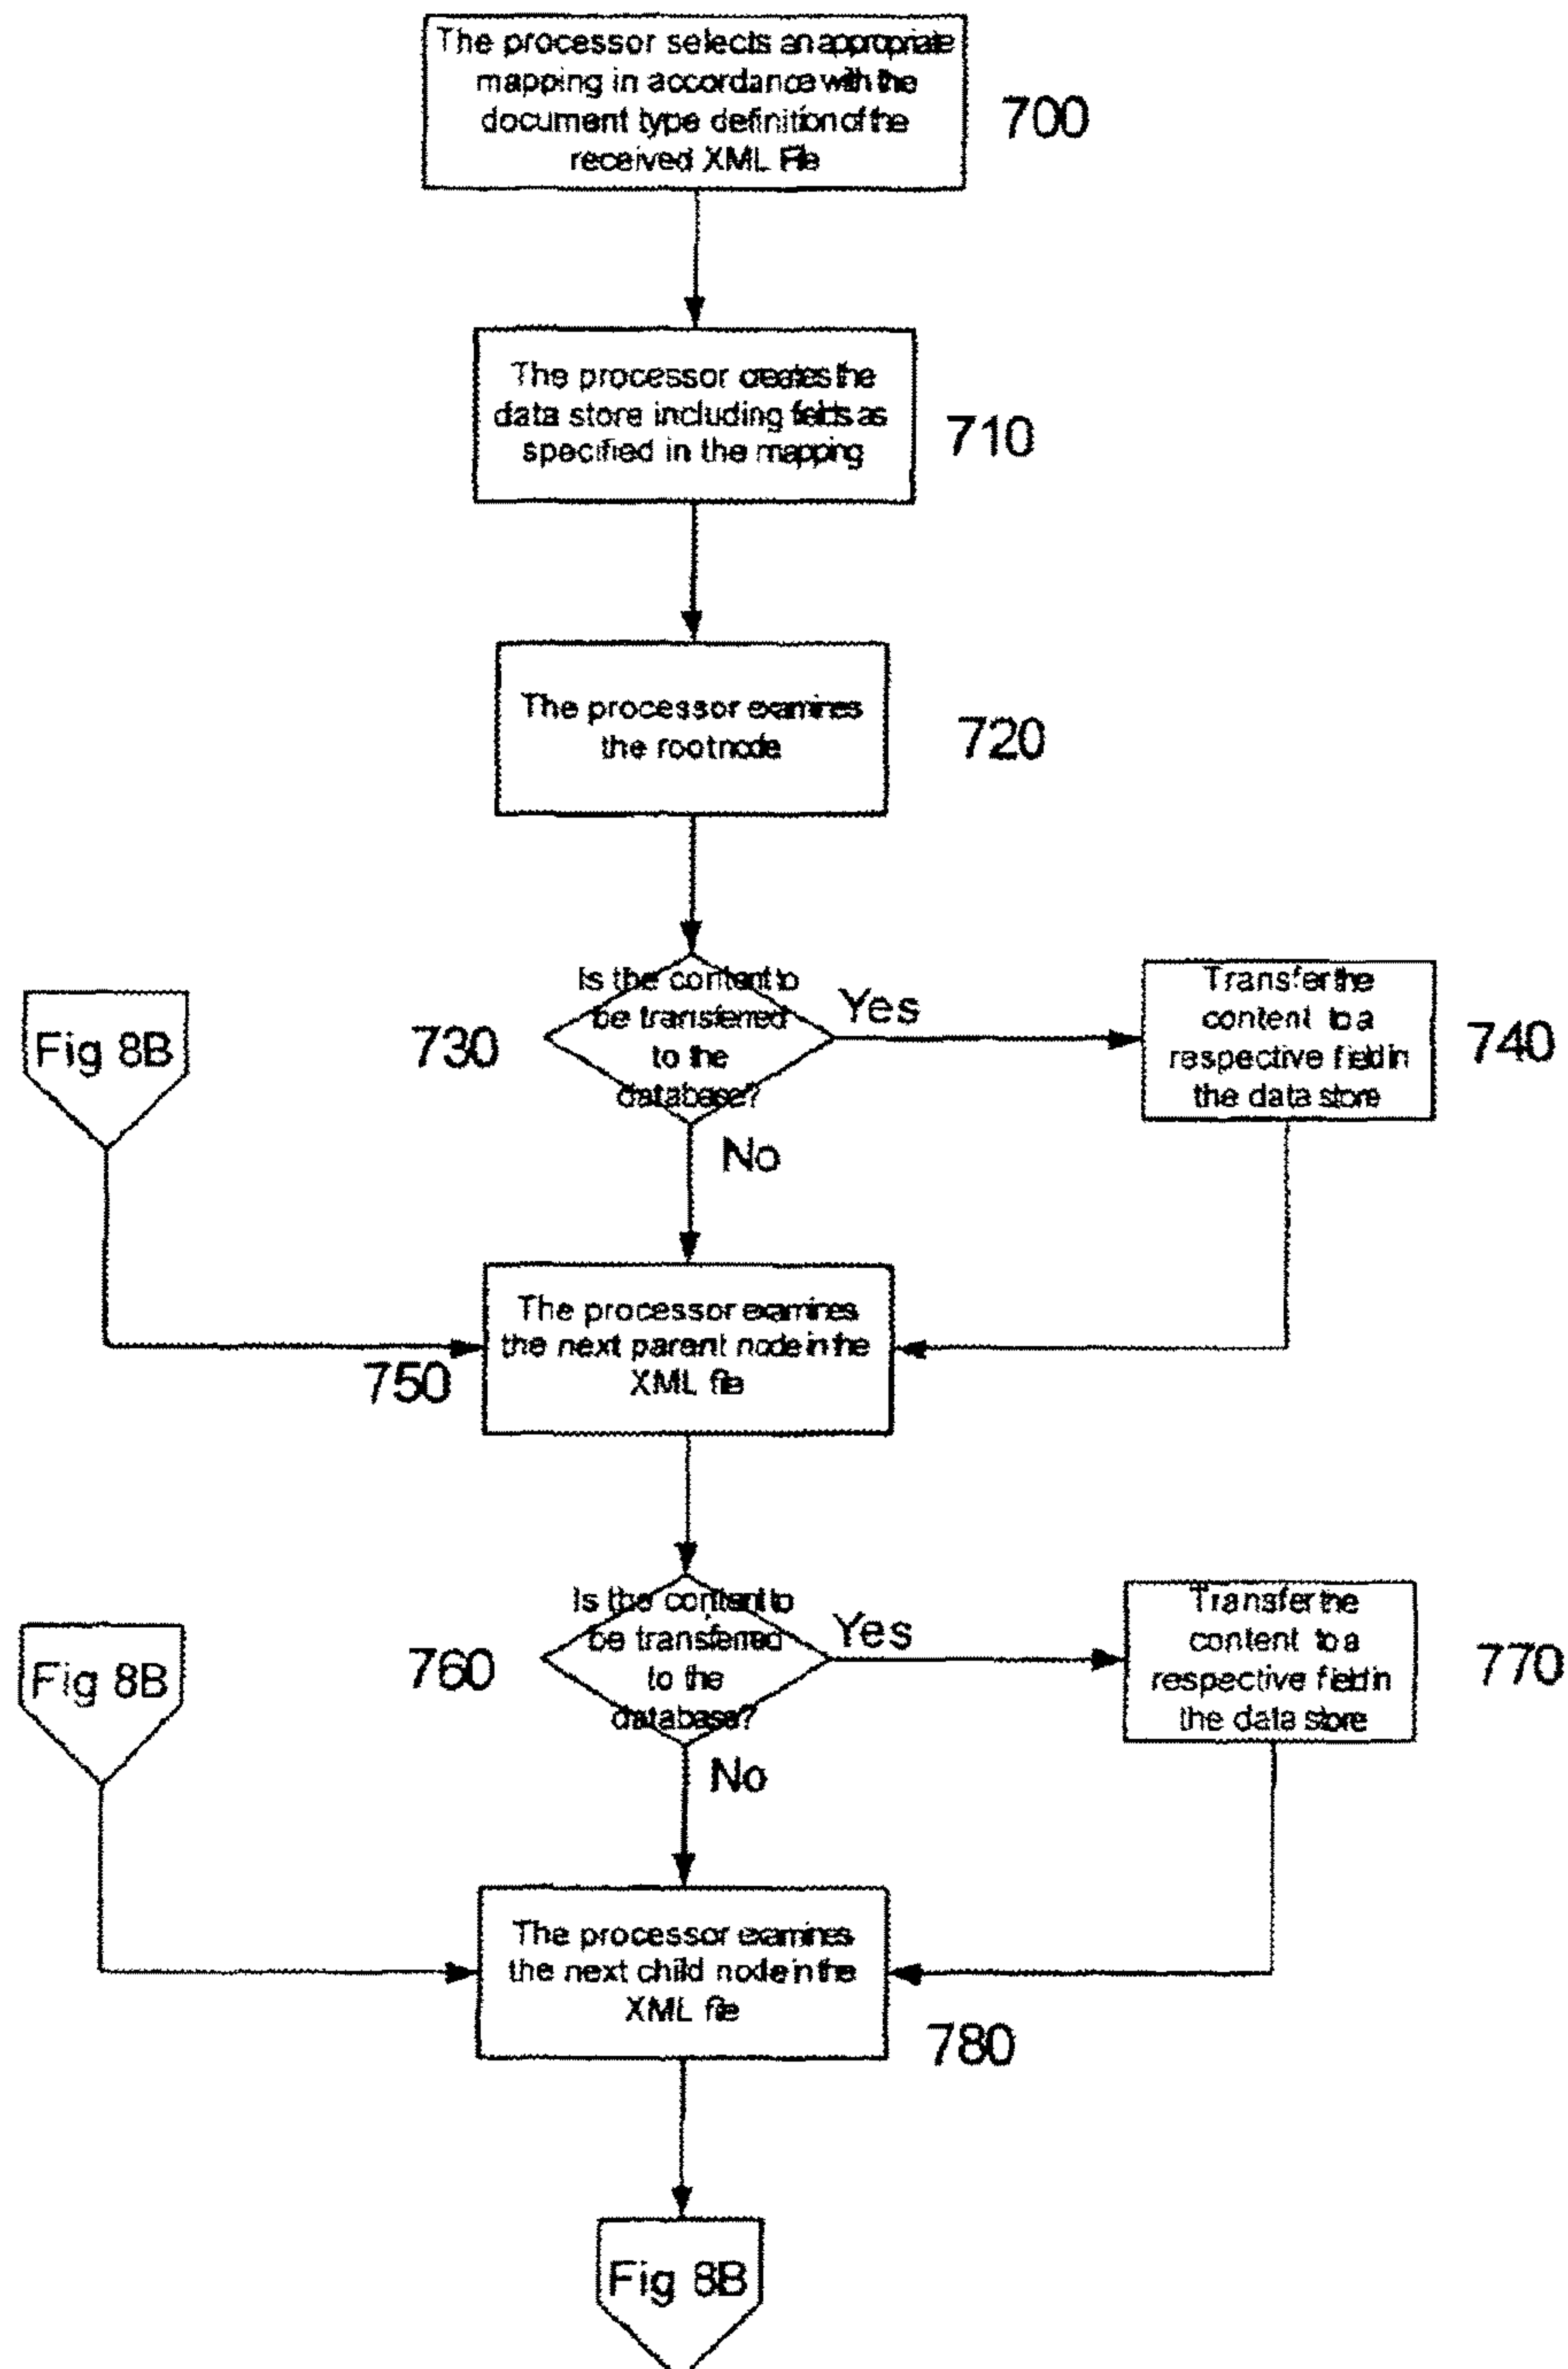 The processor selects an appropriate
mapping in accordance with the
document type definition of the
received XML File
700
The processor creates the
data store including fields as
specified in the mapping
710
The processor examines
the root node
720
Is the content to
be transferred
to the
database?
730
Yes
No
Transfer the
content to a
respective field in
the data store
740
Fig 8B
The processor examines
the next parent node in the
XML file
750
Is the content to
be transferred
to the
database?
760
Yes
No
Transfer the
content to a
respective field in
the data store
770
Fig 8B
The processor examines
the next child node in the
XML file
780
Fig 8B